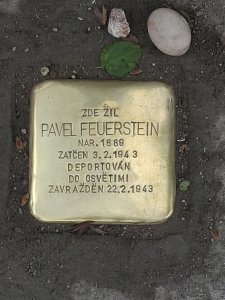 ZDE ŽIL
PAVEL FEUERSTEIN
NAR. 1889
ZATČEN 3.2.1943
DEPORTOVÁN
DO OSVĚTIMI
ZAVRAŽDĚN 22.2.1943